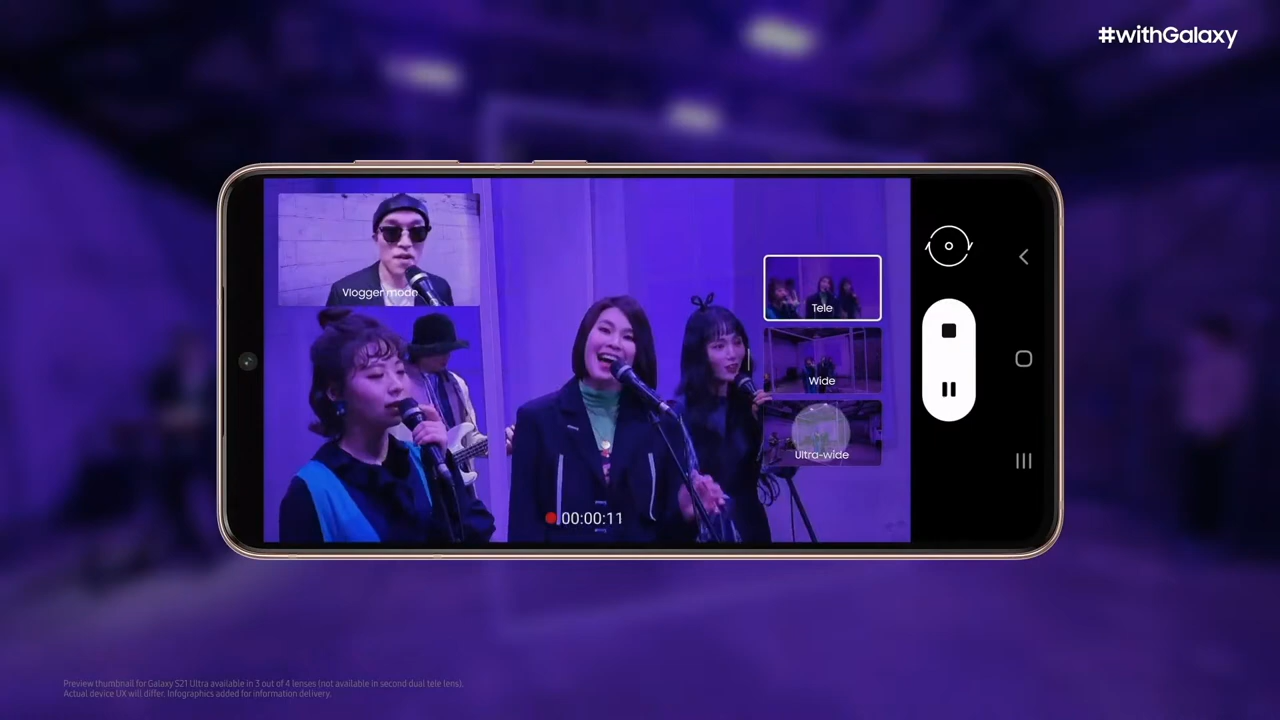 #withGalaxy
Vlogger mode
Tele
Wide
Ultra-wide
00:00:11
Preview thumbnail for Galaxy S21 Ultra available in 3 out of 4 lenses (not available in second dual tele lens).
Actual device UX will differ. Infographics added for information delivery.